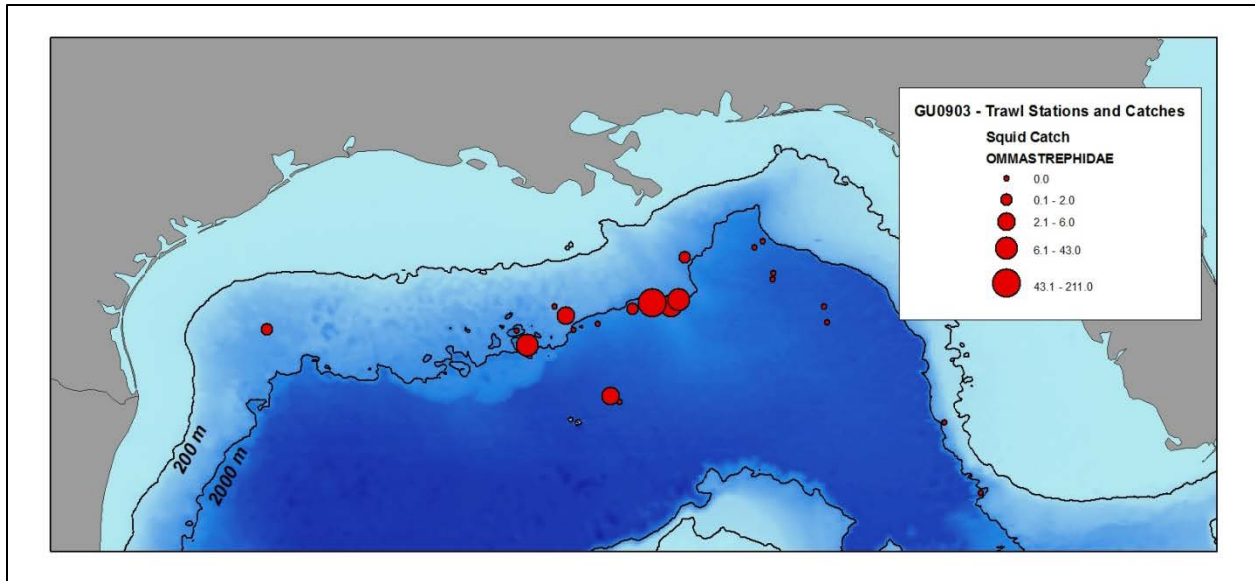 GU0903 - Trawl Stations and Catches
Squid Catch
OMMASTREPHIDAE
0.0
0.1 - 2.0
2.1 - 6.0
6.1 - 43.0
43.1 - 211.0
200 m
2000 m